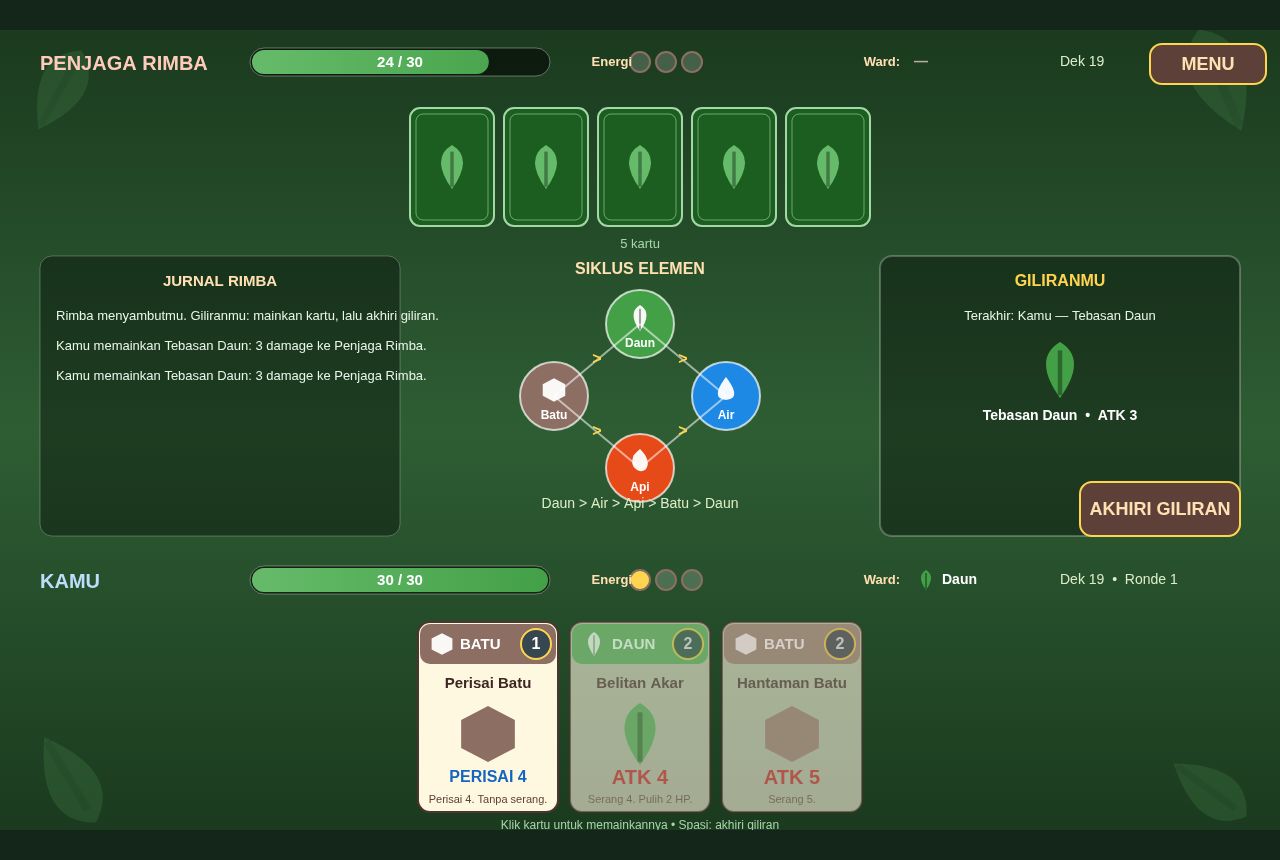 PENJAGA RIMBA
24 / 30
Energi
Ward: —
Dek 19
MENU
5 kartu
JURNAL RIMBA
Rimba menyambutmu. Giliranmu: mainkan kartu, lalu akhiri giliran.
Kamu memainkan Tebasan Daun: 3 damage ke Penjaga Rimba.
Kamu memainkan Tebasan Daun: 3 damage ke Penjaga Rimba.
SIKLUS ELEMEN
Daun
> >
Batu
Air
> >
Api
Daun > Air > Api > Batu > Daun
GILIRANMU
Terakhir: Kamu — Tebasan Daun
Tebasan Daun • ATK 3
AKHIRI GILIRAN
KAMU
30 / 30
Energi
Ward: Daun
Dek 19 • Ronde 1
BATU 1
Perisai Batu
PERISAI 4
Perisai 4. Tanpa serang.
DAUN 2
Belitan Akar
ATK 4
Serang 4. Pulih 2 HP.
BATU 2
Hantaman Batu
ATK 5
Serang 5.
Klik kartu untuk memainkannya • Spasi: akhiri giliran